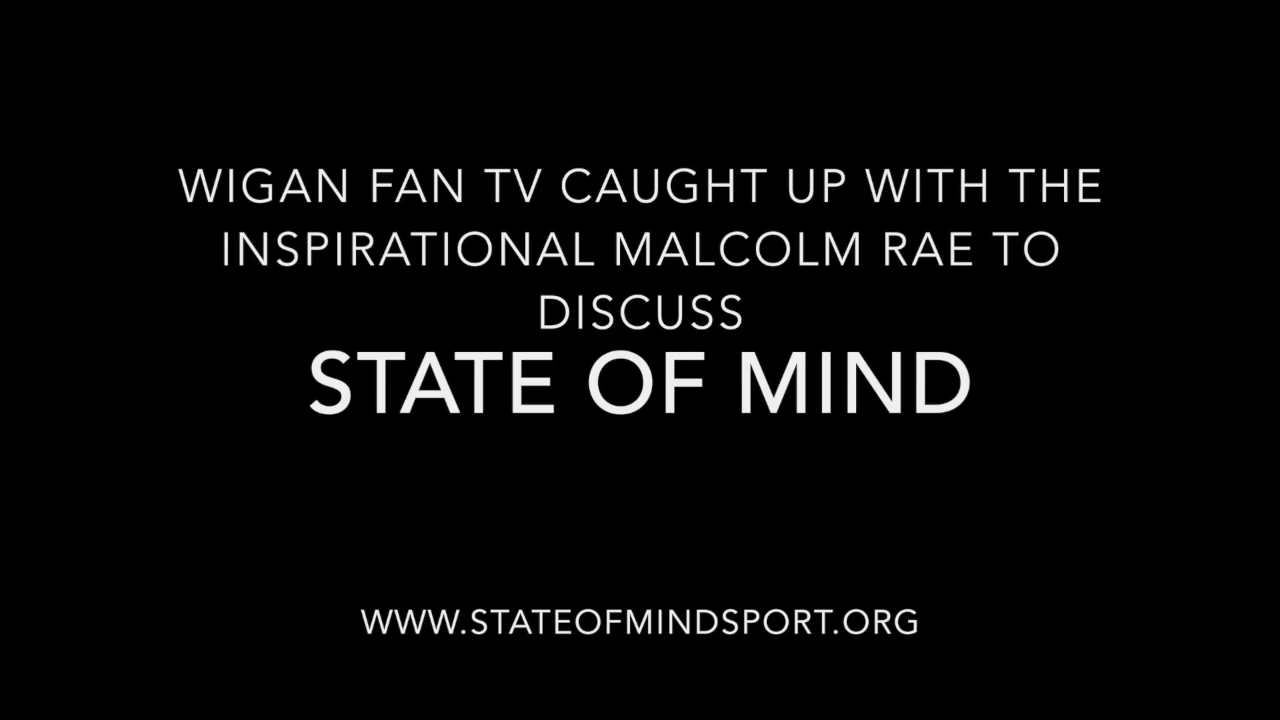 WIGAN FAN TV CAUGHT UP WITH THE
INSPIRATIONAL MALCOLM RAE TO
DISCUSS
STATE OF MIND
WWW.STATEOFMINDSPORT.ORG